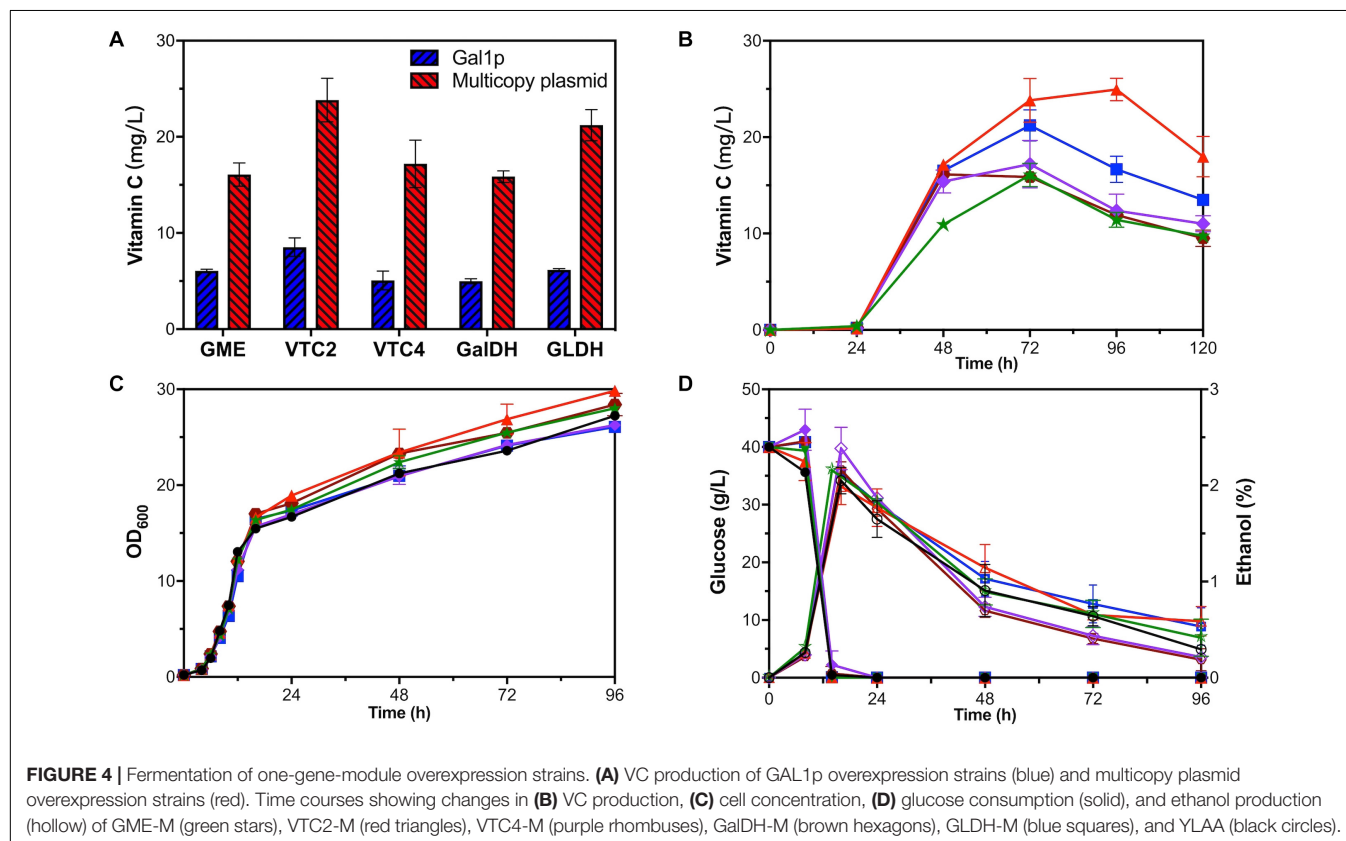 A
30
20
10
0
Vitamin C (mg/L)
Gal1p
Multicopy plasmid
GME VTC2 VTC4 GalDH GLDH
B
30
20
10
0
Vitamin C (mg/L)
0 24 48 72 96 120
Time (h)
C
30
20
10
0
OD600
24 48 72 96
Time (h)
D
50
40
30
20
10
0
Glucose (g/L)
3
2
1
0
Ethanol (%)
0 24 48 72 96
Time (h)
FIGURE 4 | Fermentation of one-gene-module overexpression strains. (A) VC production of GAL1p overexpression strains (blue) and multicopy plasmid
overexpression strains (red). Time courses showing changes in (B) VC production, (C) cell concentration, (D) glucose consumption (solid), and ethanol production
(hollow) of GME-M (green stars), VTC2-M (red triangles), VTC4-M (purple rhombuses), GalDH-M (brown hexagons), GLDH-M (blue squares), and YLAA (black circles).